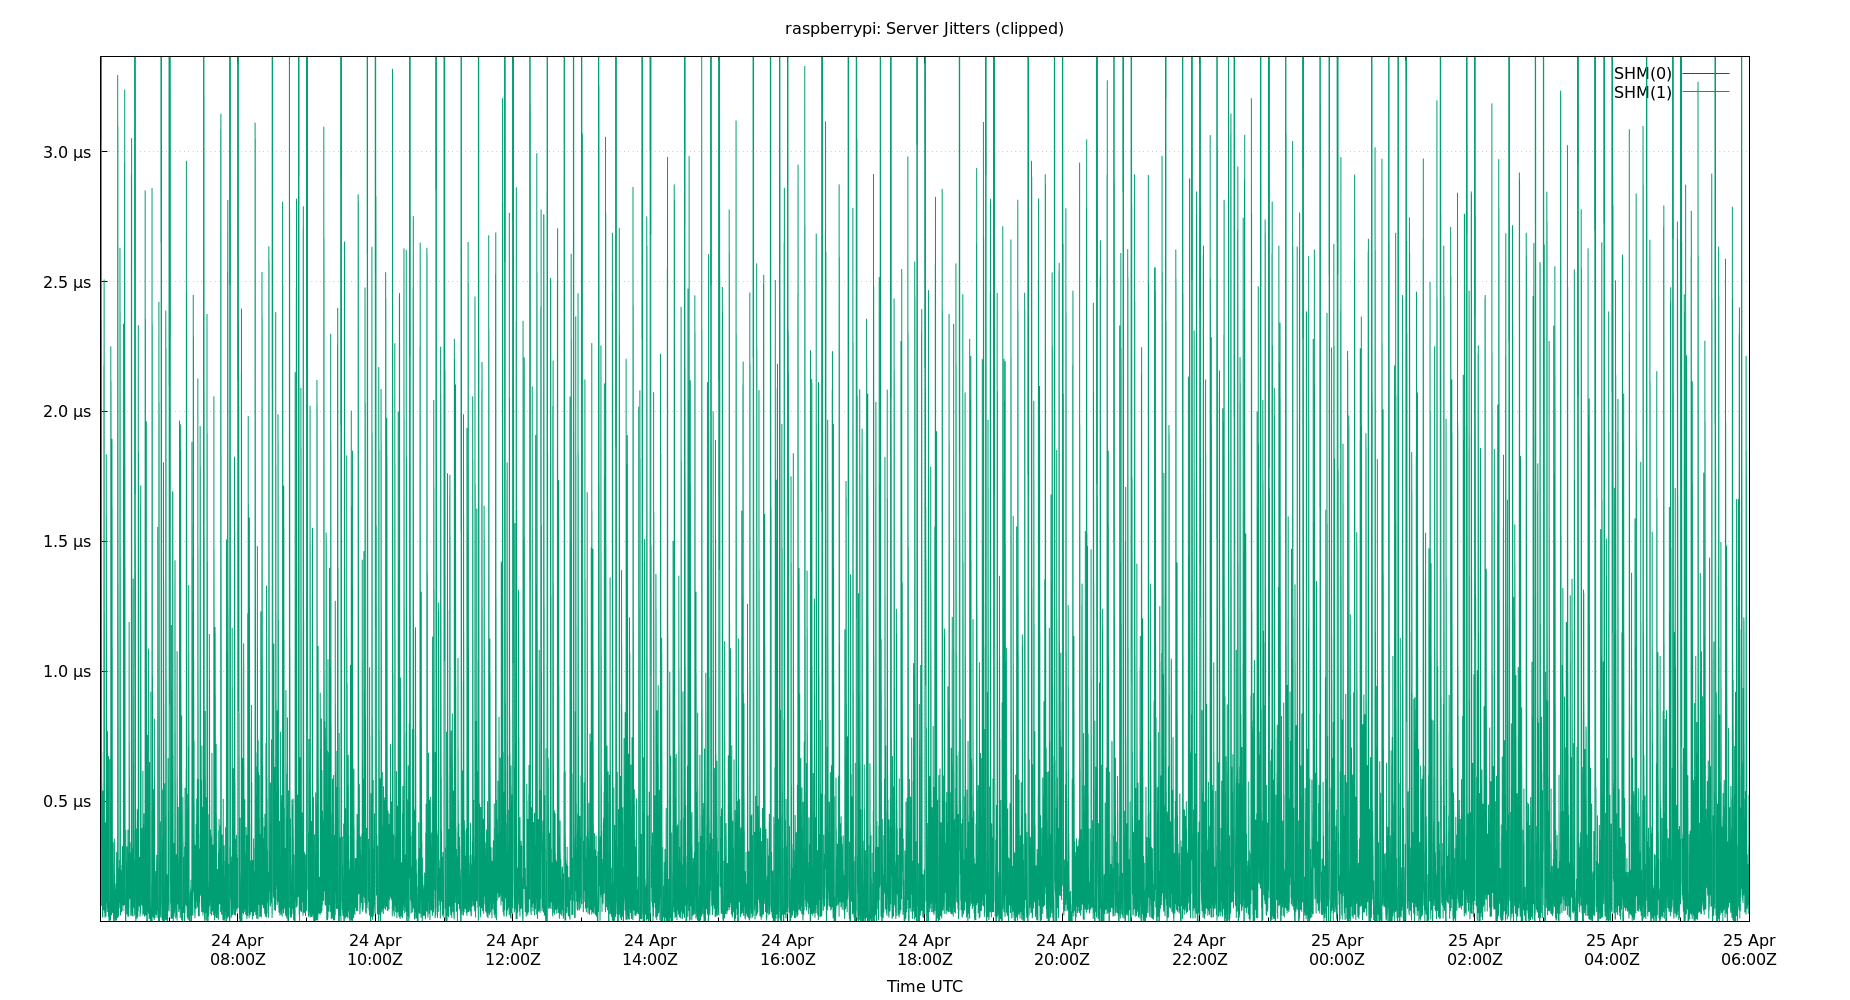 raspberrypi: Server Jitters (clipped)
SHM(0)
SHM(1)
3.0 µs
2.5 µs
2.0 µs
1.5 µs
1.0 µs
0.5 µs
24 Apr 24 Apr 24 Apr 24 Apr 24 Apr 24 Apr 24 Apr 24 Apr 25 Apr 25 Apr 25 Apr 25 Apr
08:00Z 10:00Z 12:00Z 14:00Z 16:00Z 18:00Z 20:00Z 22:00Z 00:00Z 02:00Z 04:00Z 06:00Z
Time UTC